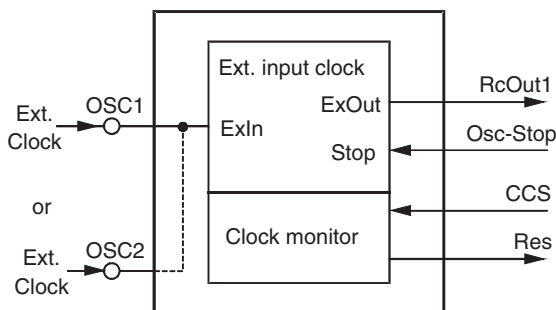 Ext. input clock
RcOut1
ExOut
OSC1
Ext.
Clock
ExIn
Osc-Stop
Stop
or
CCS
OSC2
Clock monitor
Res
Ext.
Clock